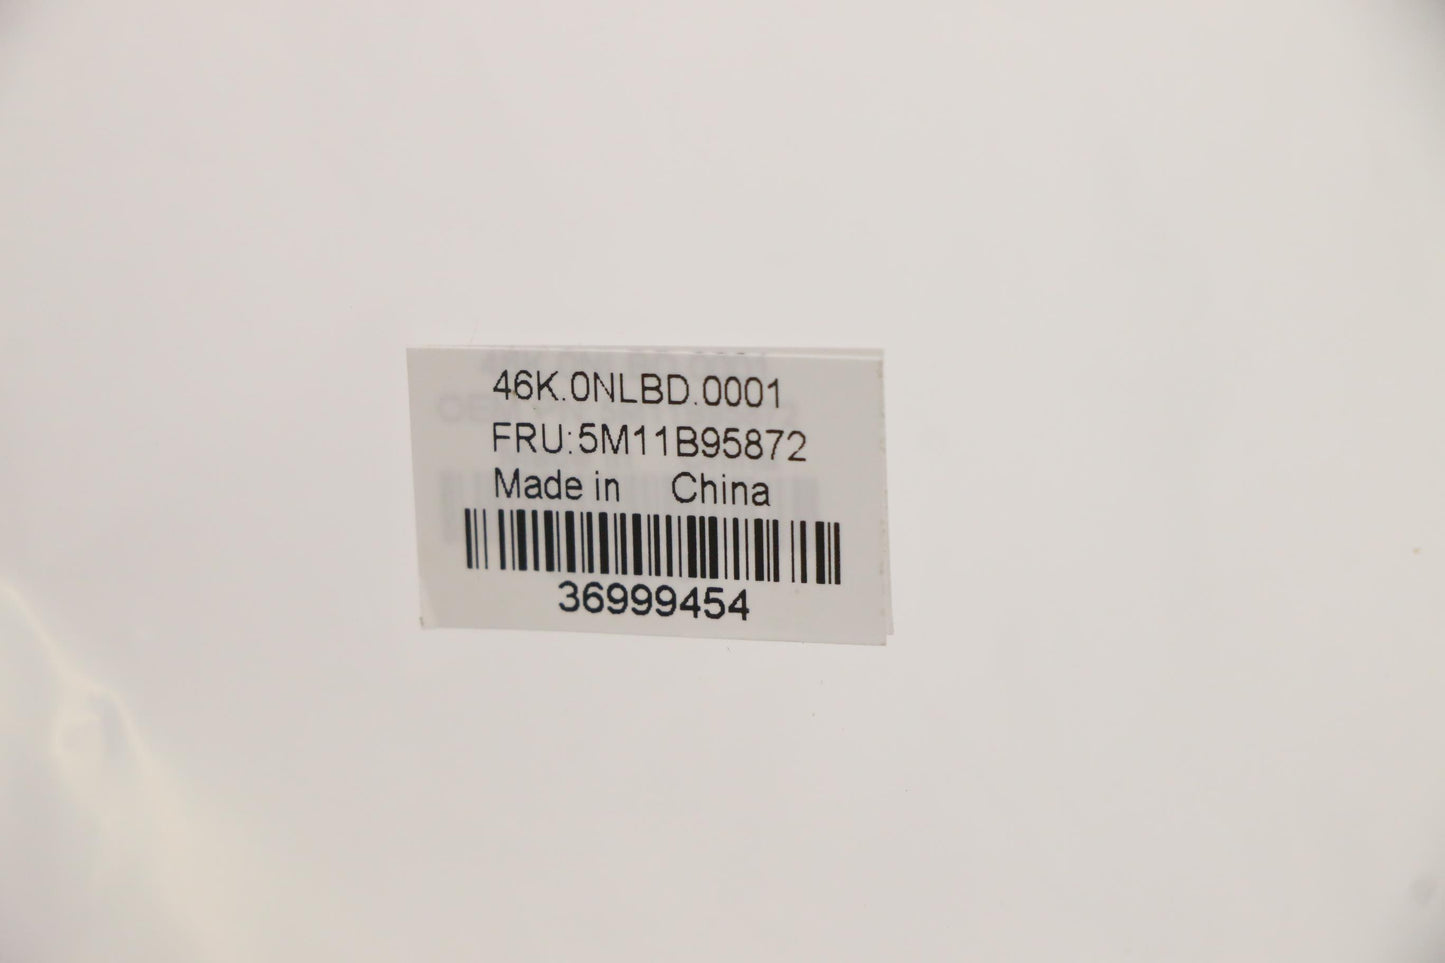 46K.0NLBD.0001
FRU:5M11B95872
Made in China
36999454